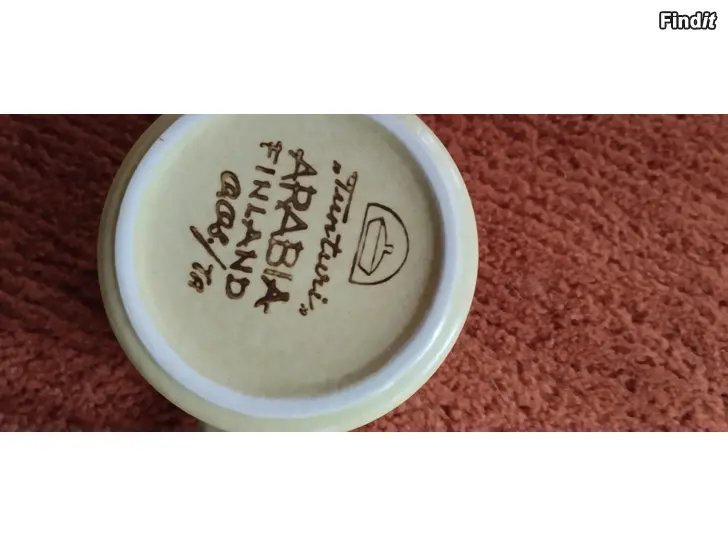 Findit
"Tunturi"
ARABIA
FINLAND